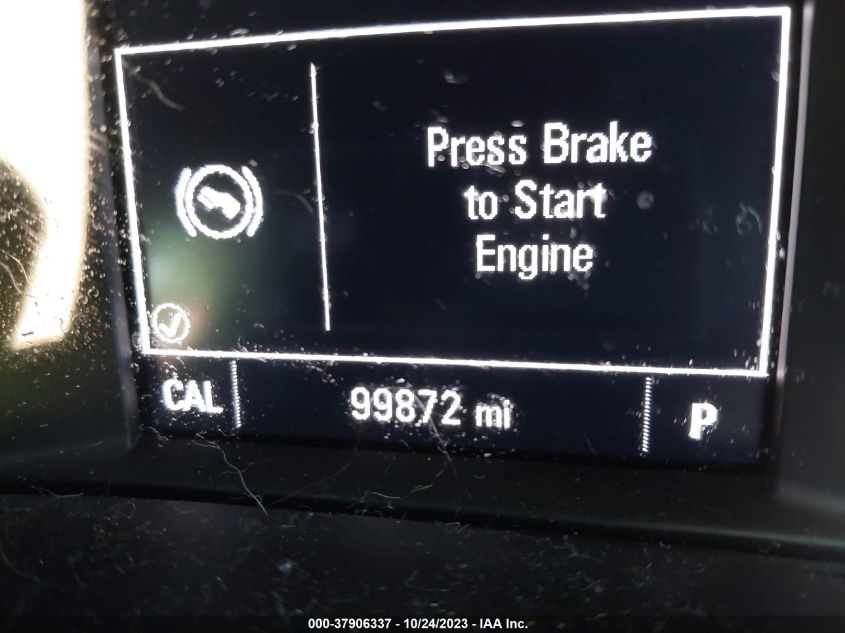 Press Brake
to Start
Engine
CAL 99872 mi P
000-37906337 - 10/24/2023 - IAA Inc.